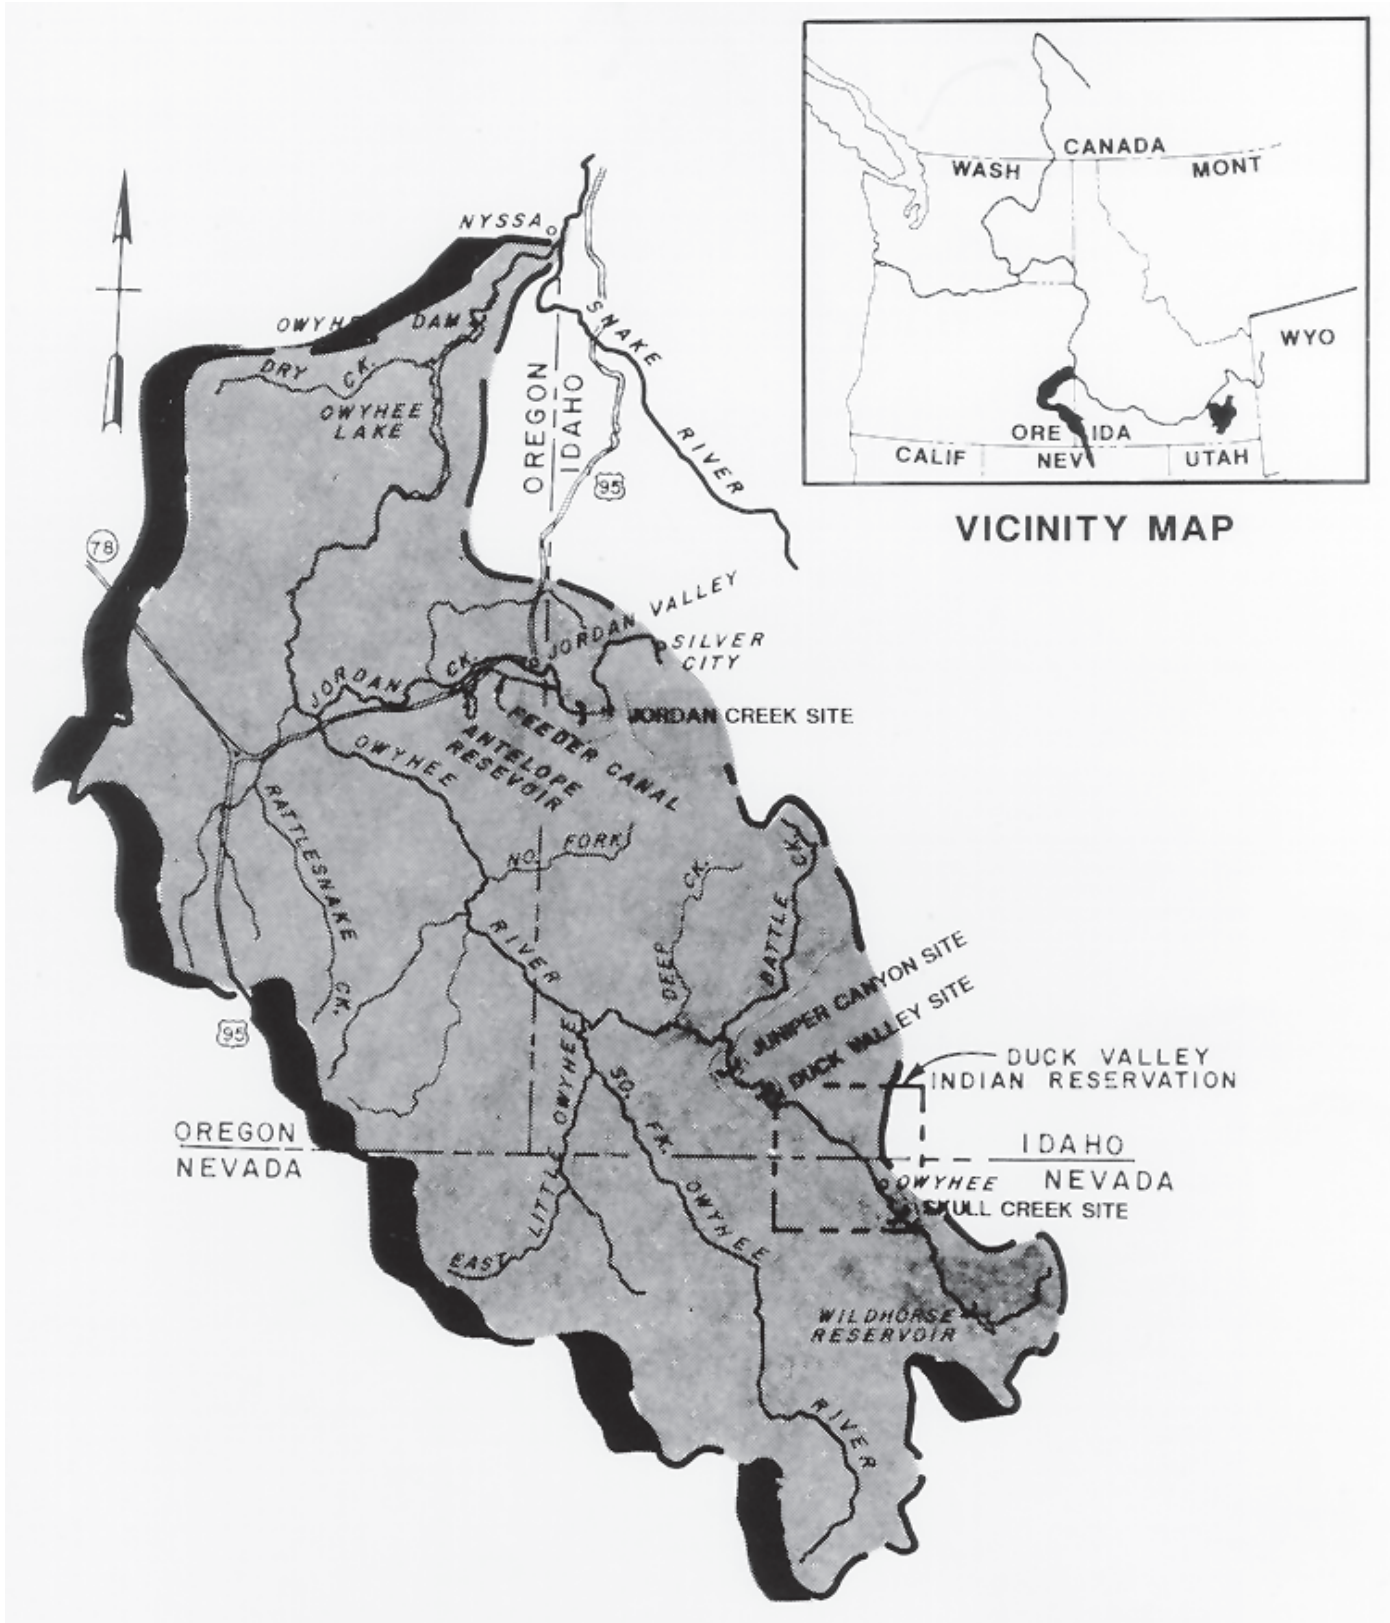 CANADA
WASH
MONT
WYO
ORE
IDA
CALIF
NEV
UTAH
VICINITY MAP
NYSSA
OWYHEE DAM
SNAKE
RIVER
DRY CK.
OWYHEE
LAKE
OREGON
IDAHO
95
78
JORDAN VALLEY
SILVER
CITY
JORDAN CK.
JORDAN CREEK SITE
FEEDER CANAL
ANTELOPE
RESEVOIR
OWYHEE
RIVER
RATTLESNAKE CK.
NO. FORK
DEEP CK.
BATTLE CK.
JUNIPER CANYON SITE
DUCK VALLEY SITE
95
DUCK VALLEY
INDIAN RESERVATION
OREGON
NEVADA
IDAHO
NEVADA
EAST LITTLE OWYHEE
SO. FK. OWYHEE
RIVER
OWYHEE
SKULL CREEK SITE
WILDHORSE
RESERVOIR